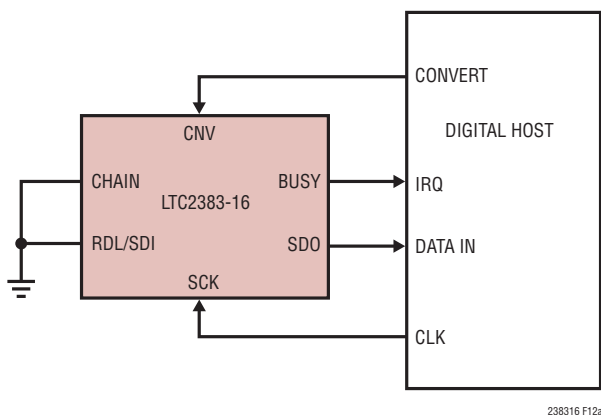 CONVERT
CNV
DIGITAL HOST
CHAIN
BUSY
IRQ
LTC2383-16
RDL/SDI
SDO
DATA IN
SCK
CLK
238316 F12a